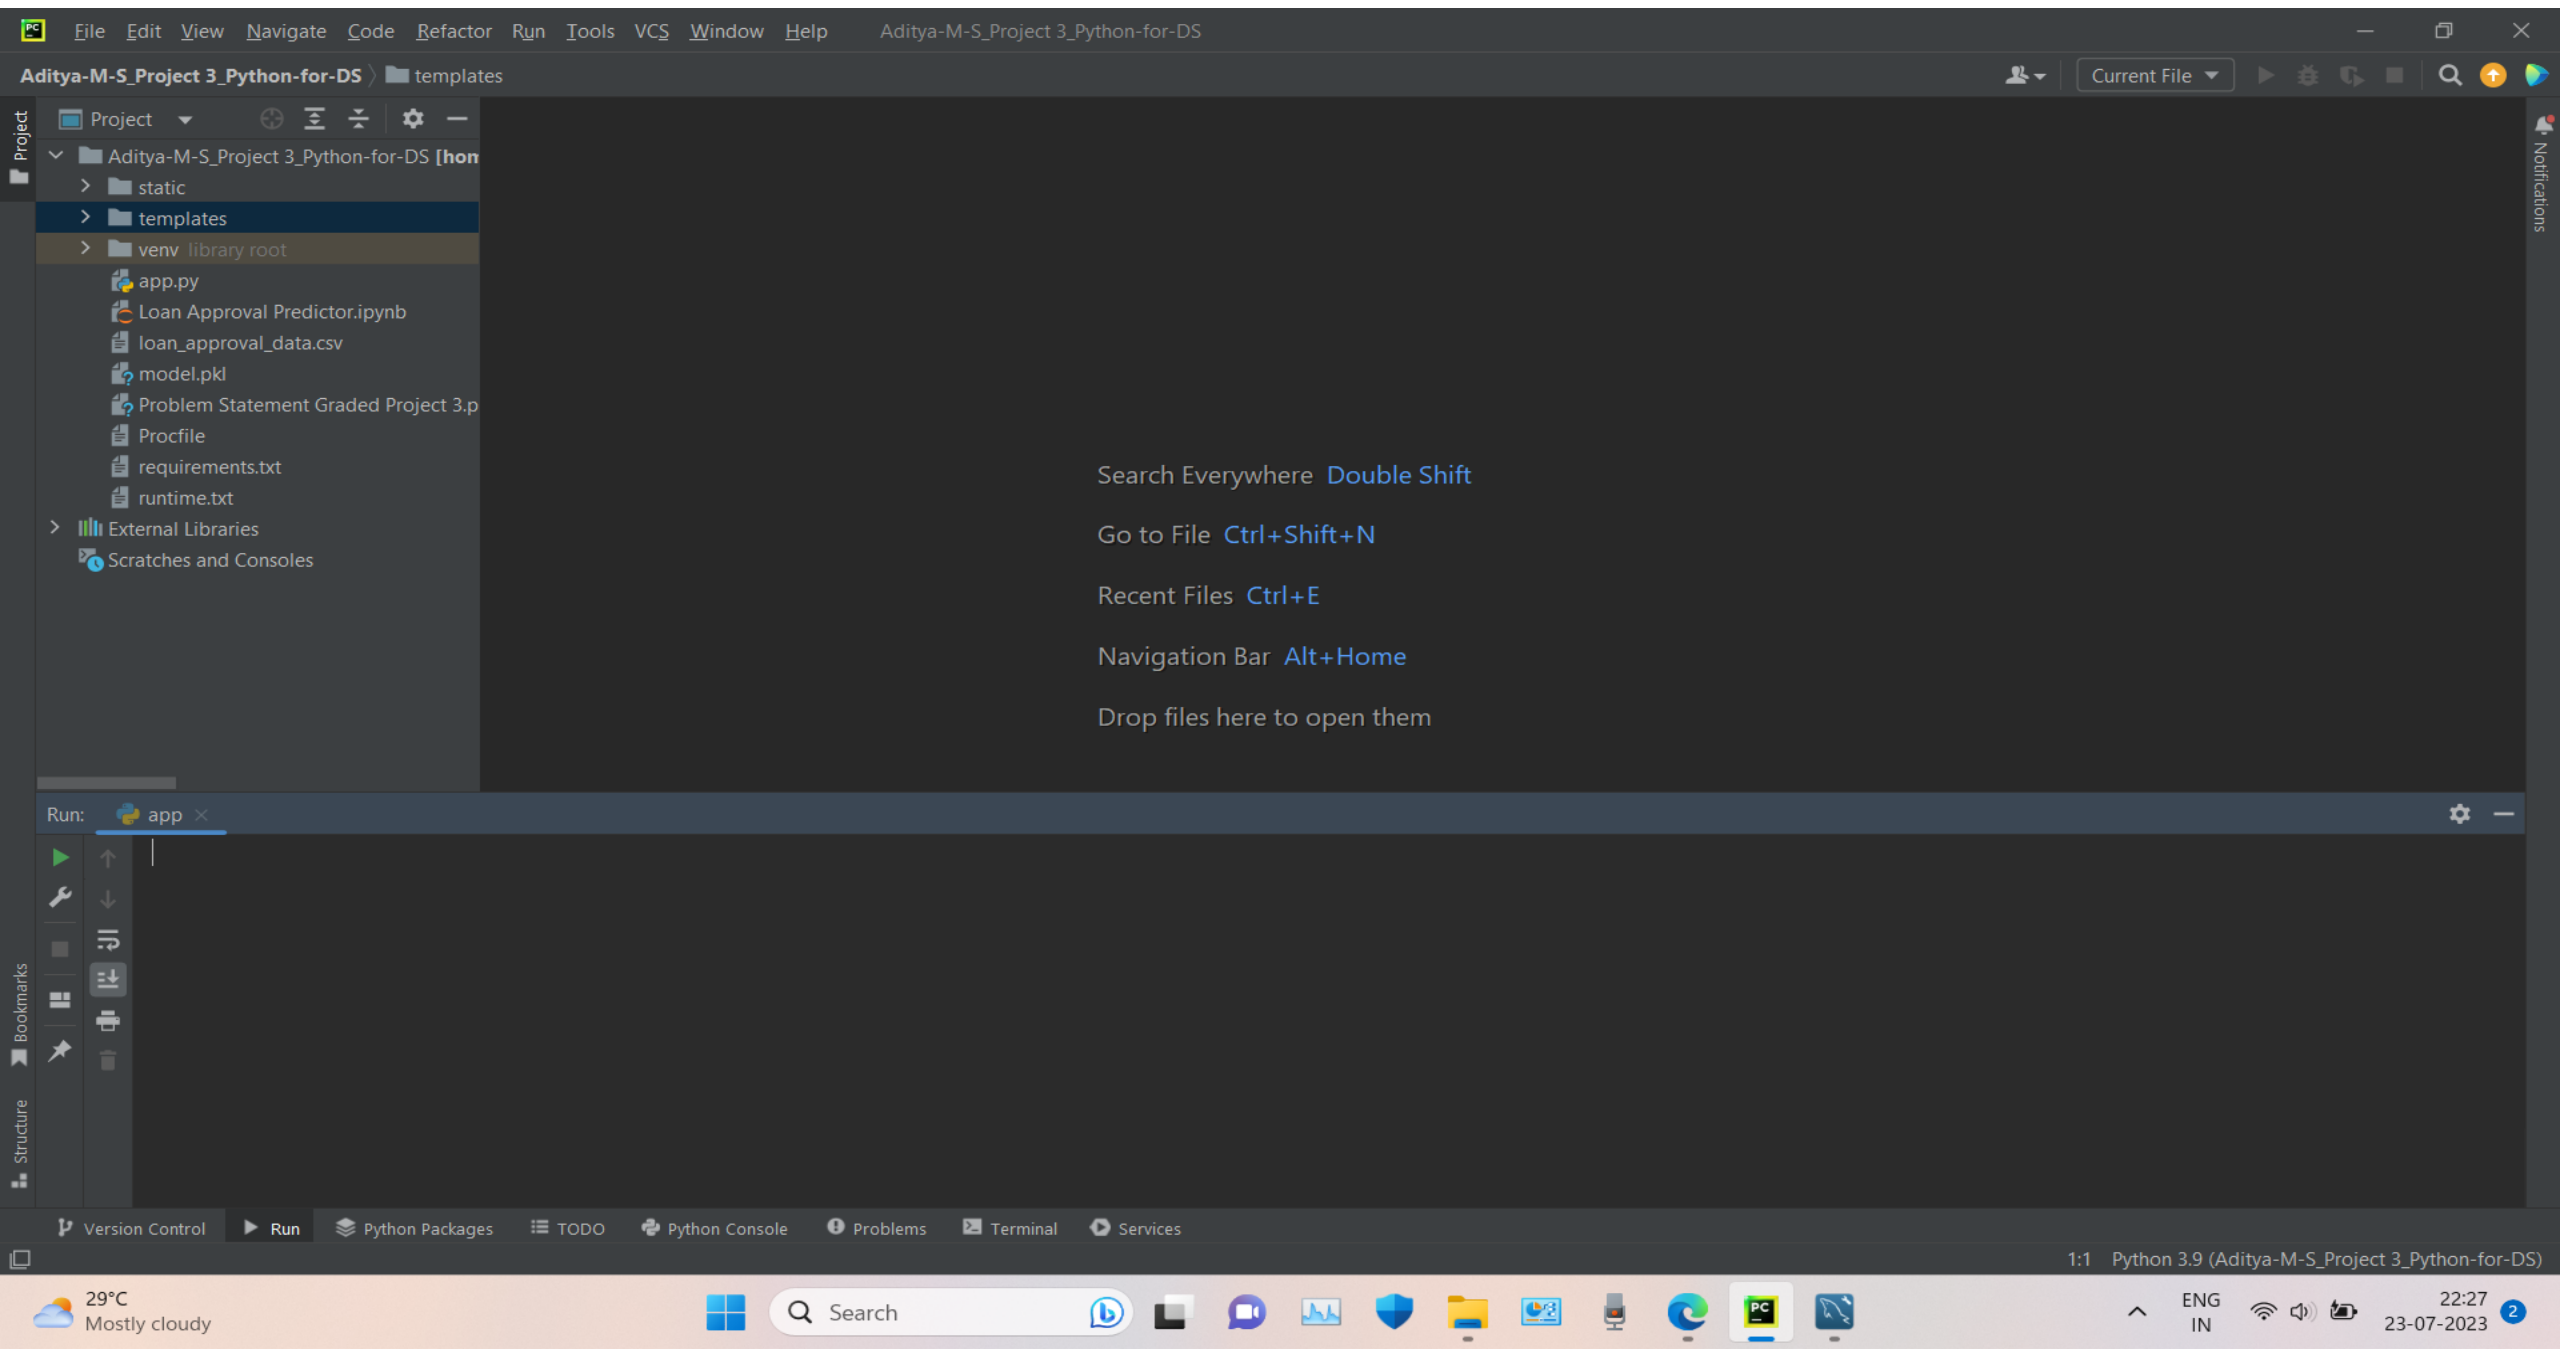 PC File Edit View Navigate Code Refactor Run Tools VCS Window Help Aditya-M-S_Project 3_Python-for-DS
Aditya-M-S_Project 3_Python-for-DS templates Current File
Project
Project
Aditya-M-S_Project 3_Python-for-DS [hom
static
templates
venv library root
app.py
Loan Approval Predictor.ipynb
loan_approval_data.csv
model.pkl
Problem Statement Graded Project 3.p
Procfile
requirements.txt
runtime.txt
External Libraries
Scratches and Consoles
Notifications
Search Everywhere Double Shift
Go to File Ctrl+Shift+N
Recent Files Ctrl+E
Navigation Bar Alt+Home
Drop files here to open them
Run: app
Bookmarks
Structure
Version Control Run Python Packages TODO Python Console Problems Terminal Services
1:1 Python 3.9 (Aditya-M-S_Project 3_Python-for-DS)
29°C
Mostly cloudy
Search
PC
ENG
IN
22:27
23-07-2023
2